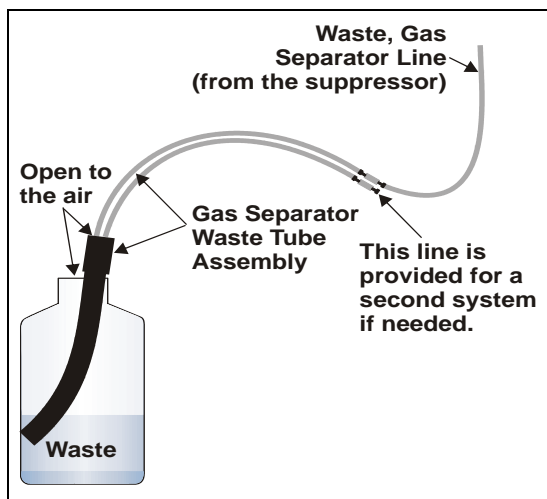 Waste, Gas
Separator Line
(from the suppressor)
Open to
the air
Gas Separator
Waste Tube
Assembly
This line is
provided for a
second system
if needed.
Waste